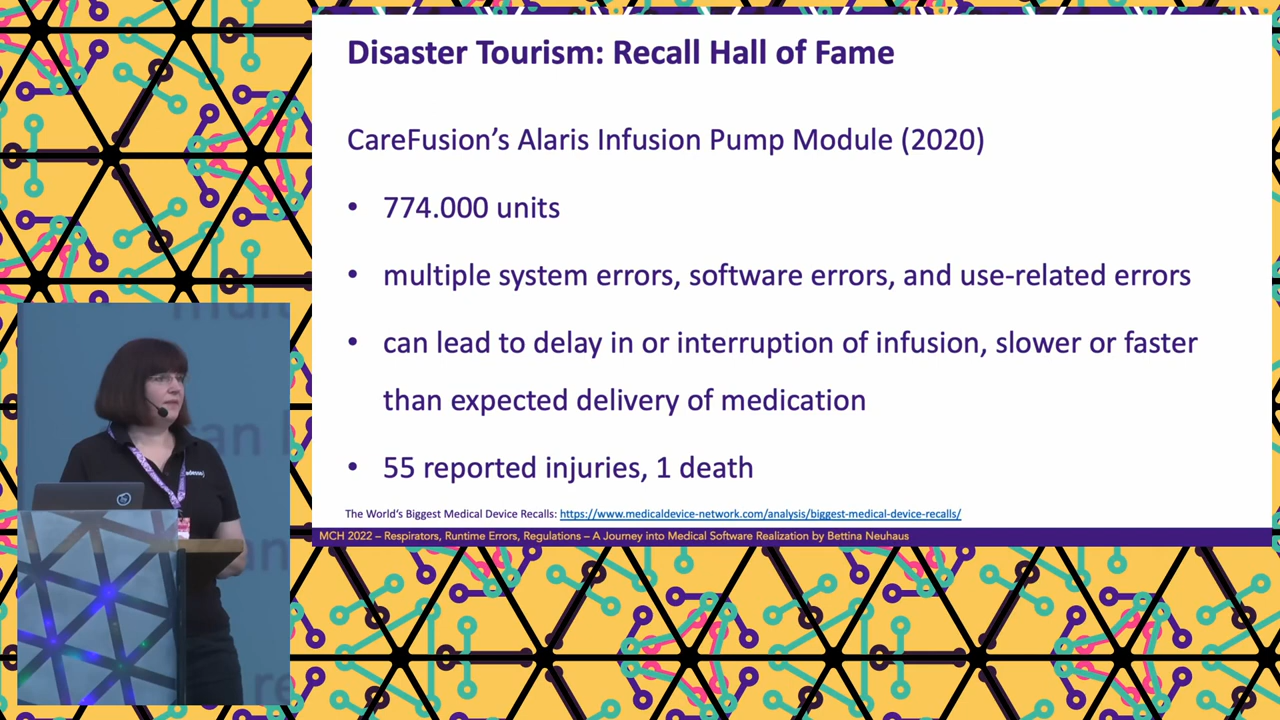 Disaster Tourism: Recall Hall of Fame
CareFusion's Alaris Infusion Pump Module (2020)
• 774.000 units
• multiple system errors, software errors, and use-related errors
• can lead to delay in or interruption of infusion, slower or faster
than expected delivery of medication
• 55 reported injuries, 1 death
The World's Biggest Medical Device Recalls: https://www.medicaldevice-network.com/analysis/biggest-medical-device-recalls/
MCH 2022 – Respirators, Runtime Errors, Regulations – A Journey into Medical Software Realization by Bettina Neuhaus